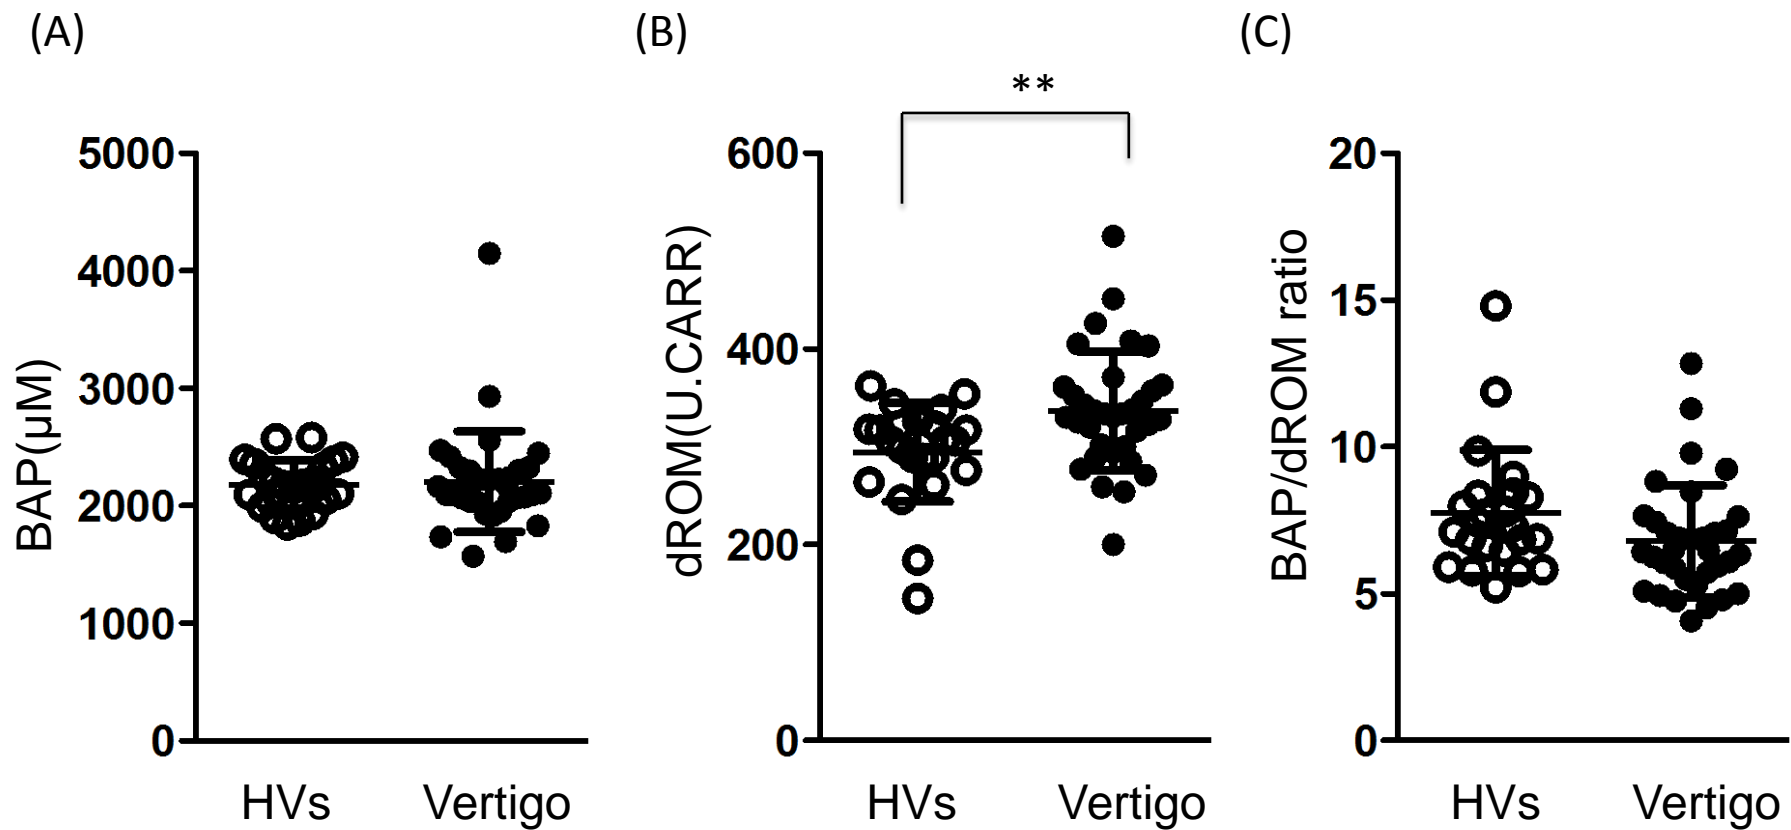 (A)
BAP(μM)
5000
4000
3000
2000
1000
0
HVs
Vertigo
(B)
**
dROM(U.CARR)
600
400
200
0
HVs
Vertigo
(C)
BAP/dROM ratio
20
15
10
5
0
HVs
Vertigo